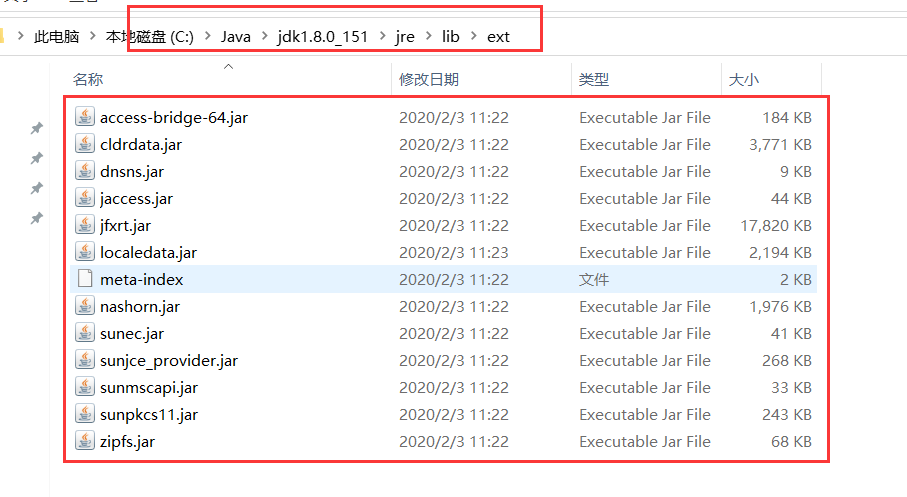 此电脑 > 本地磁盘 (C:) > Java > jdk1.8.0_151 > jre > lib > ext
名称 修改日期 类型 大小
access-bridge-64.jar 2020/2/3 11:22 Executable Jar File 184 KB
cldrdata.jar 2020/2/3 11:22 Executable Jar File 3,771 KB
dnsns.jar 2020/2/3 11:22 Executable Jar File 9 KB
jaccess.jar 2020/2/3 11:22 Executable Jar File 44 KB
jfxrt.jar 2020/2/3 11:22 Executable Jar File 17,820 KB
localedata.jar 2020/2/3 11:23 Executable Jar File 2,194 KB
meta-index 2020/2/3 11:22 文件 2 KB
nashorn.jar 2020/2/3 11:22 Executable Jar File 1,976 KB
sunec.jar 2020/2/3 11:22 Executable Jar File 41 KB
sunjce_provider.jar 2020/2/3 11:22 Executable Jar File 268 KB
sunmscapi.jar 2020/2/3 11:22 Executable Jar File 33 KB
sunpkcs11.jar 2020/2/3 11:22 Executable Jar File 243 KB
zipfs.jar 2020/2/3 11:22 Executable Jar File 68 KB